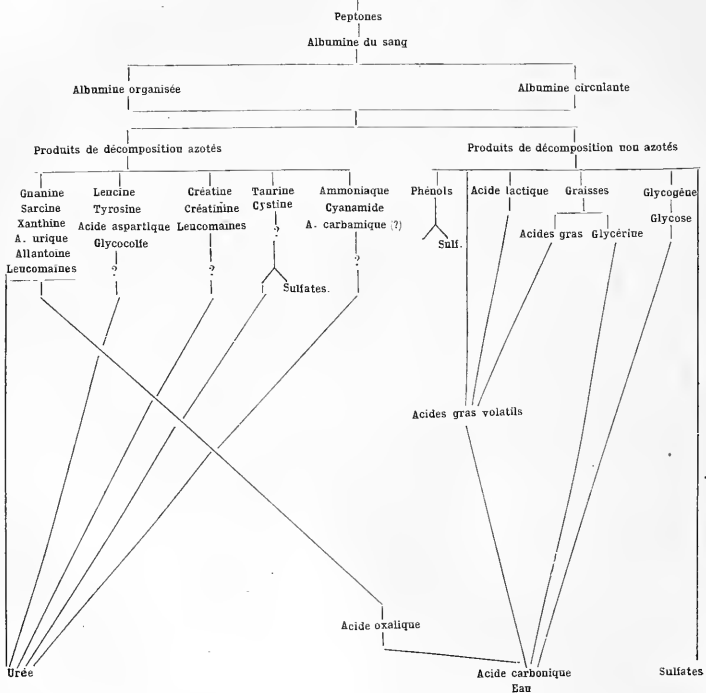 Peptones
Albumine du sang
Albumine organisée
Albumine circulante
Produits de décomposition azotés
Produits de décomposition non azotés
Guanine
Sarcine
Xanthine
A. urique
Allantoine
Leucomaines
Leucine
Tyrosine
Acide aspartique
Glycocolle
?
Créatine
Créatinine
Leucomaines
?
Taurine
Cystine
?
Sulfates.
Ammoniaque
Cyanamide
A. carbamique (?)
?
Phénols
Sulf.
Acide lactique
Graisses
Acides gras
Glycérine
Glycogène
Glycose
Acides gras volatils
Acide oxalique
Urée
Acide carbonique
Eau
Sulfates